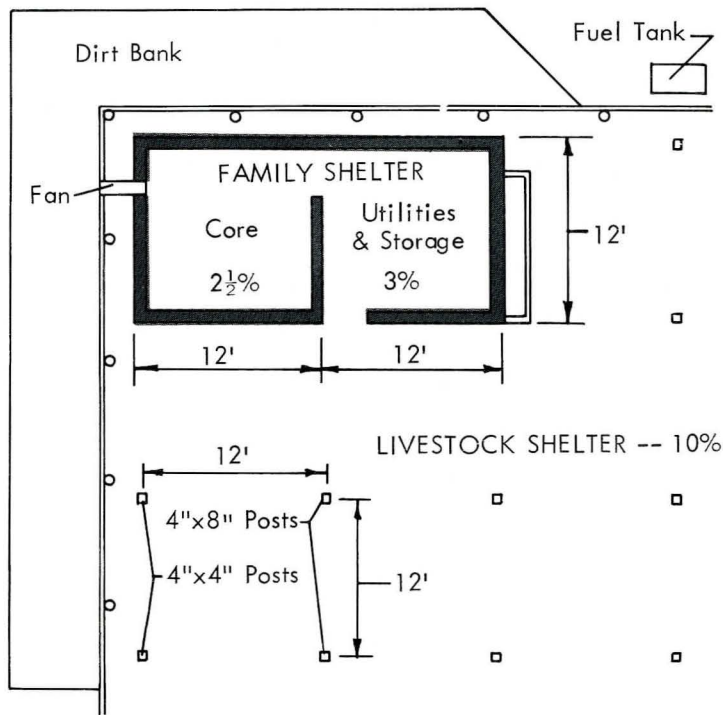 Dirt Bank
Fuel Tank
Fan
FAMILY SHELTER
Core
2½%
Utilities
& Storage
3%
12'
12'
12'
LIVESTOCK SHELTER -- 10%
12'
4"x8" Posts
4"x4" Posts
12'